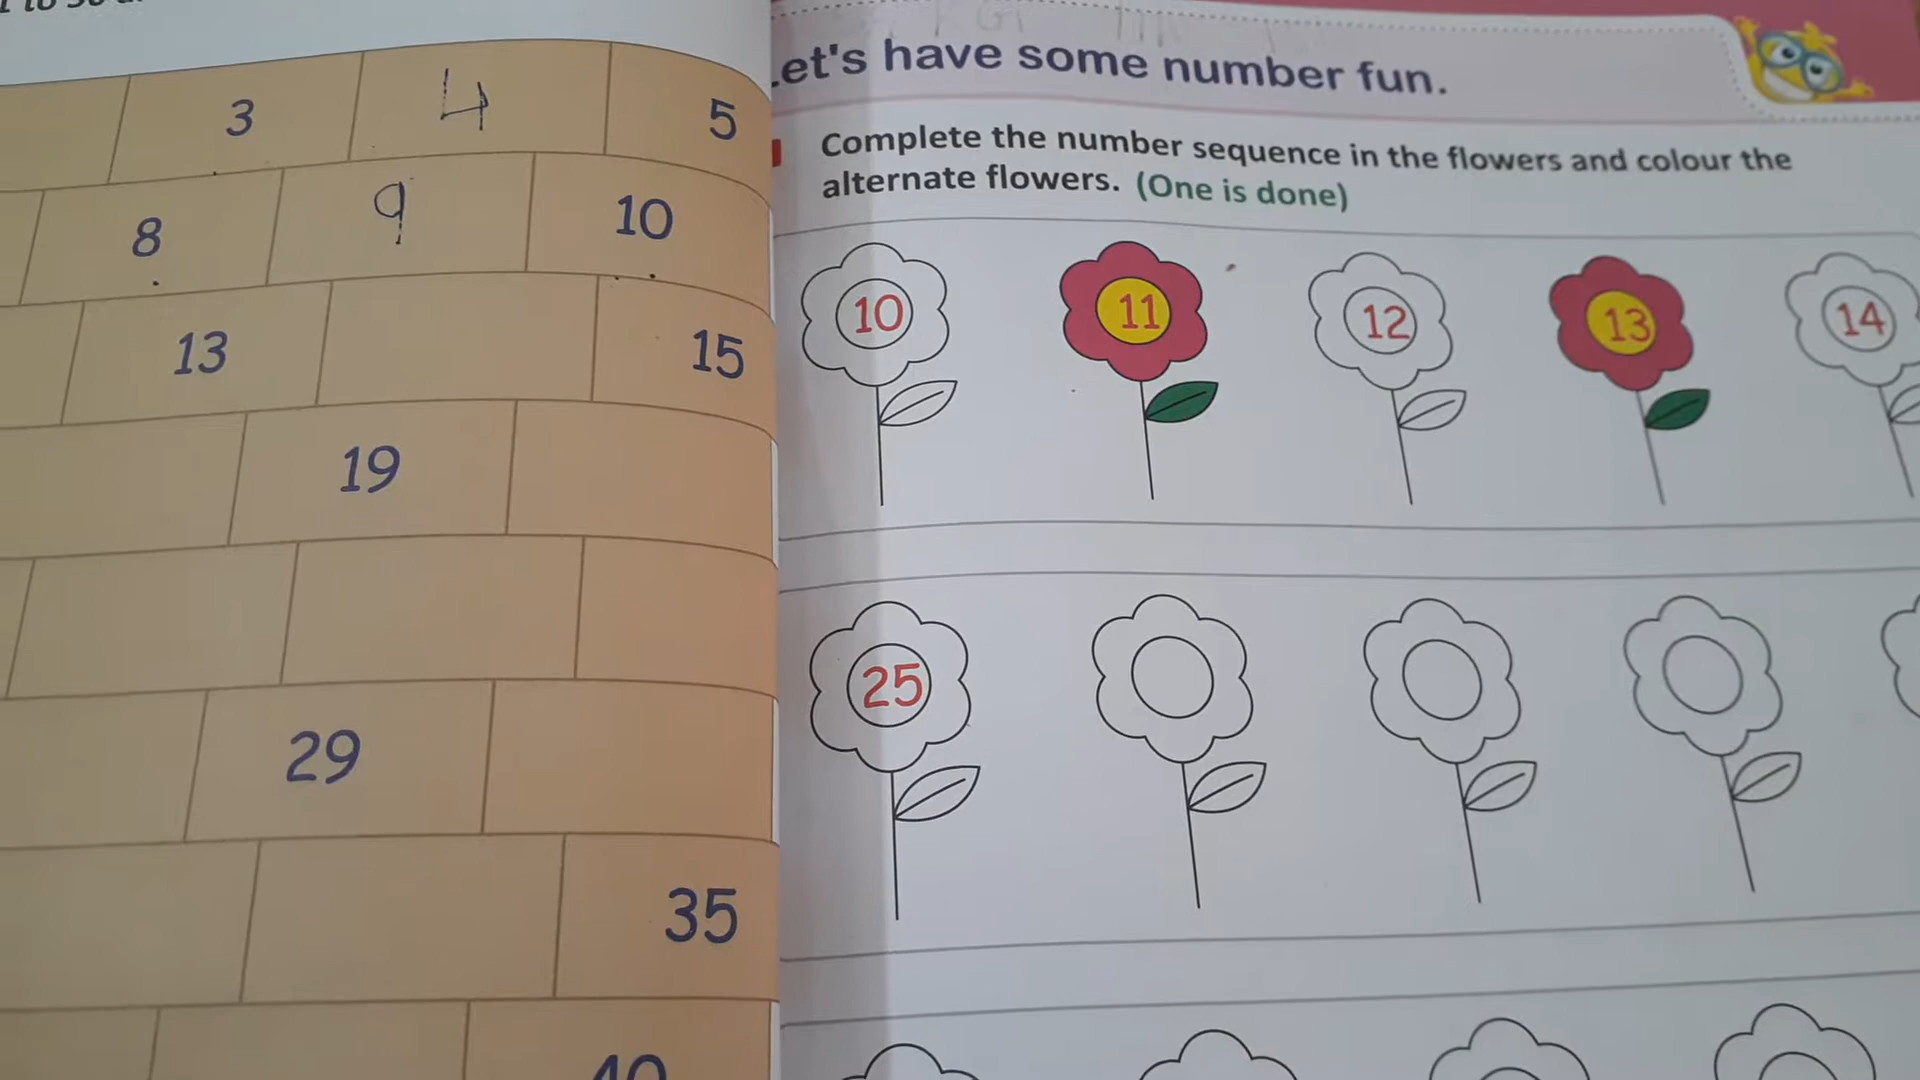 3 4 5
8 9 10
13 15
19
29
35
40
et's have some number fun.
Complete the number sequence in the flowers and colour the
alternate flowers. (One is done)
10 11 12 13 14
25